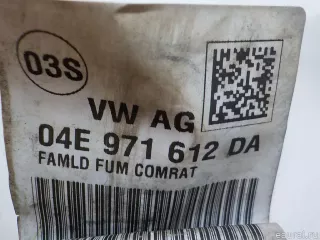 03S
VW AG
04E 971 612 DA
FAMLD FUM COMRAT